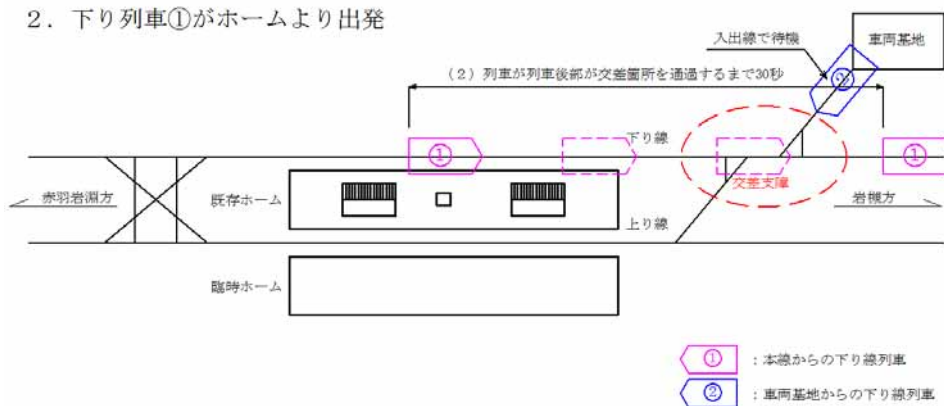 2．下り列車①がホームより出発
入出線で待機
車両基地
②
（2）列車が列車後部が交差箇所を通過するまで30秒
下り線
①
①
交差支障
赤羽岩淵方
既存ホーム
岩槻方
上り線
臨時ホーム
① ：本線からの下り線列車
② ：車両基地からの下り線列車